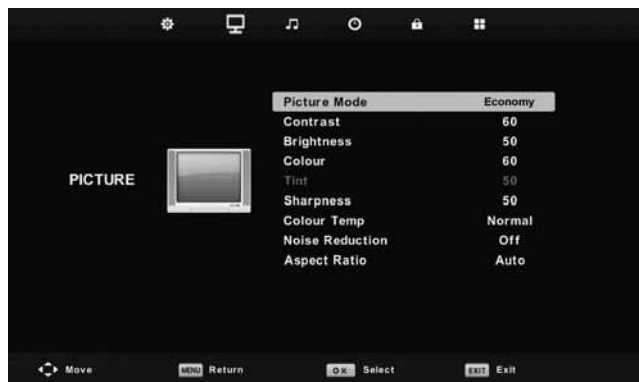 Picture Mode Economy
Contrast 60
Brightness 50
Colour 60
PICTURE
Tint 50
Sharpness 50
Colour Temp Normal
Noise Reduction Off
Aspect Ratio Auto
Move MENU Return OK Select EXIT Exit